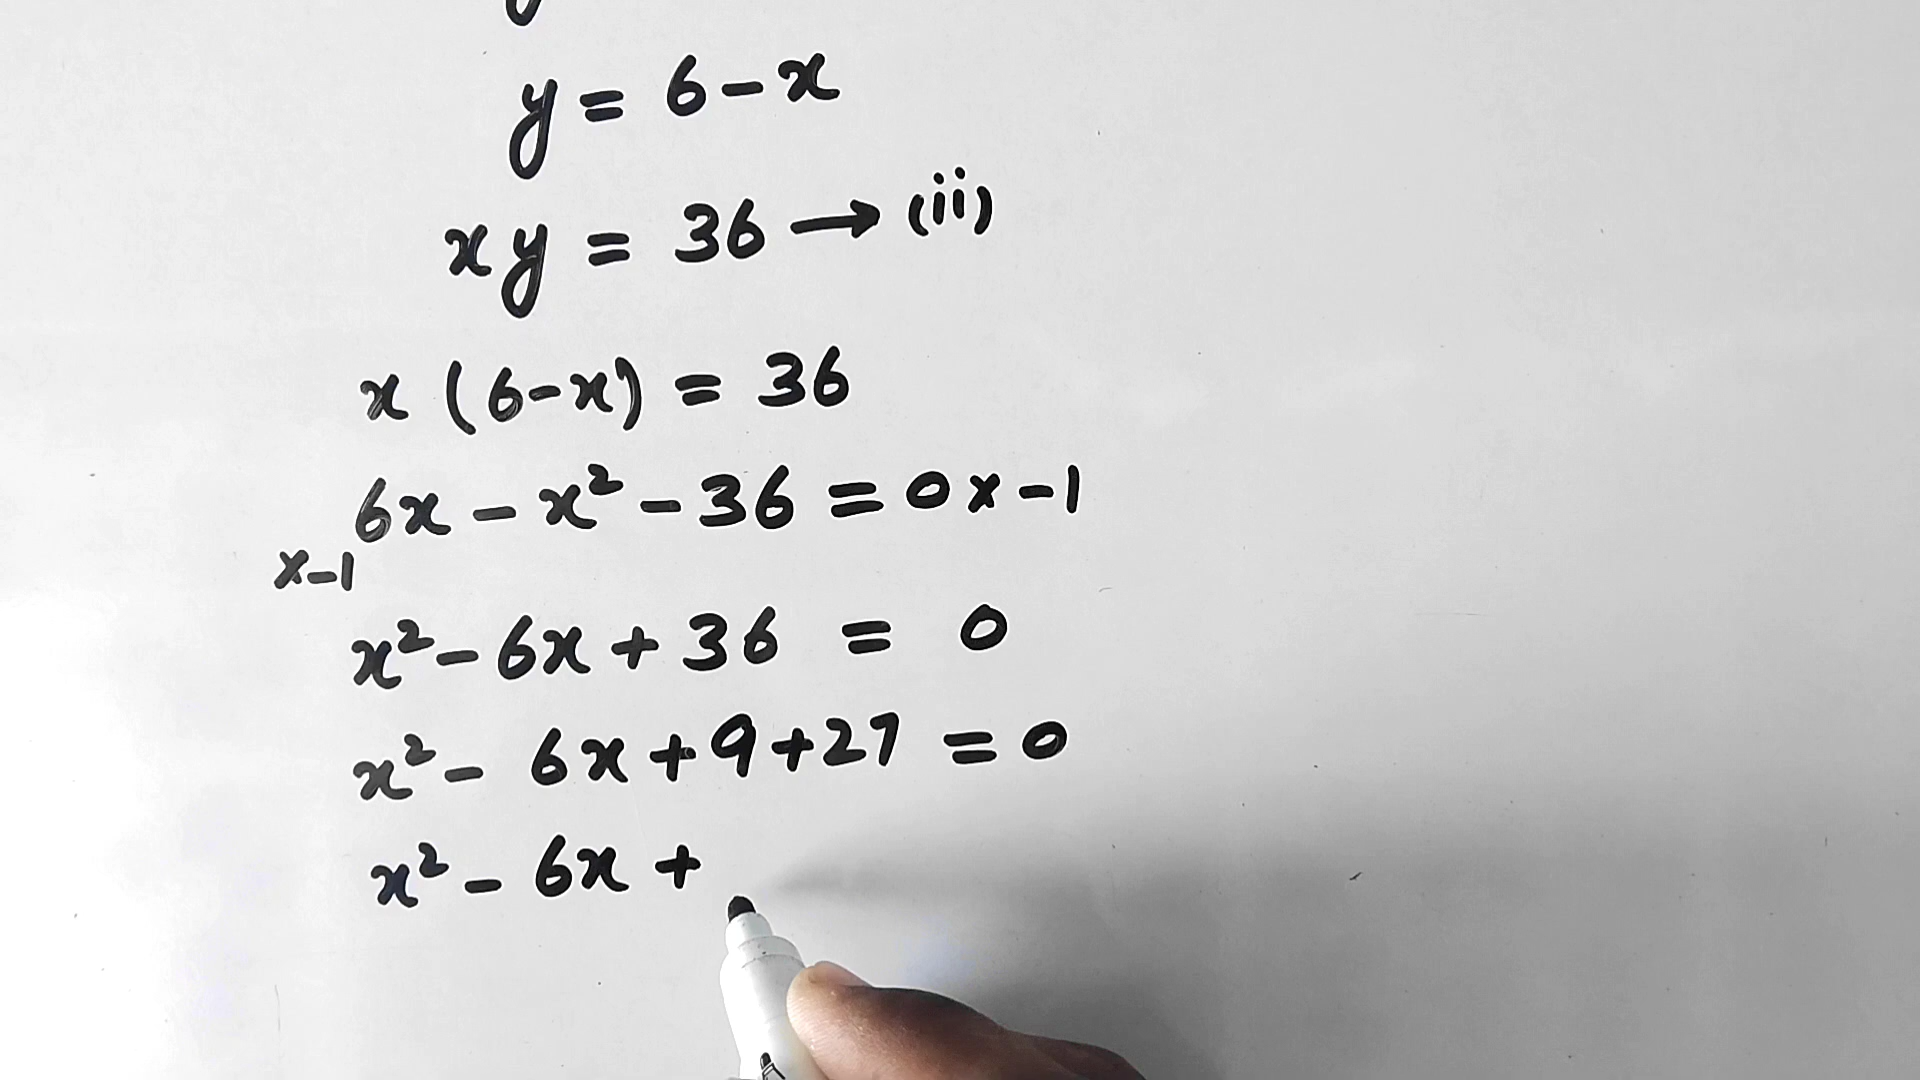 y = 6 - x
xy = 36 → (ii)
x (6-x) = 36
6x - x² - 36 = 0 x -1
x -1
x² - 6x + 36 = 0
x² - 6x + 9 + 27 = 0
x² - 6x +